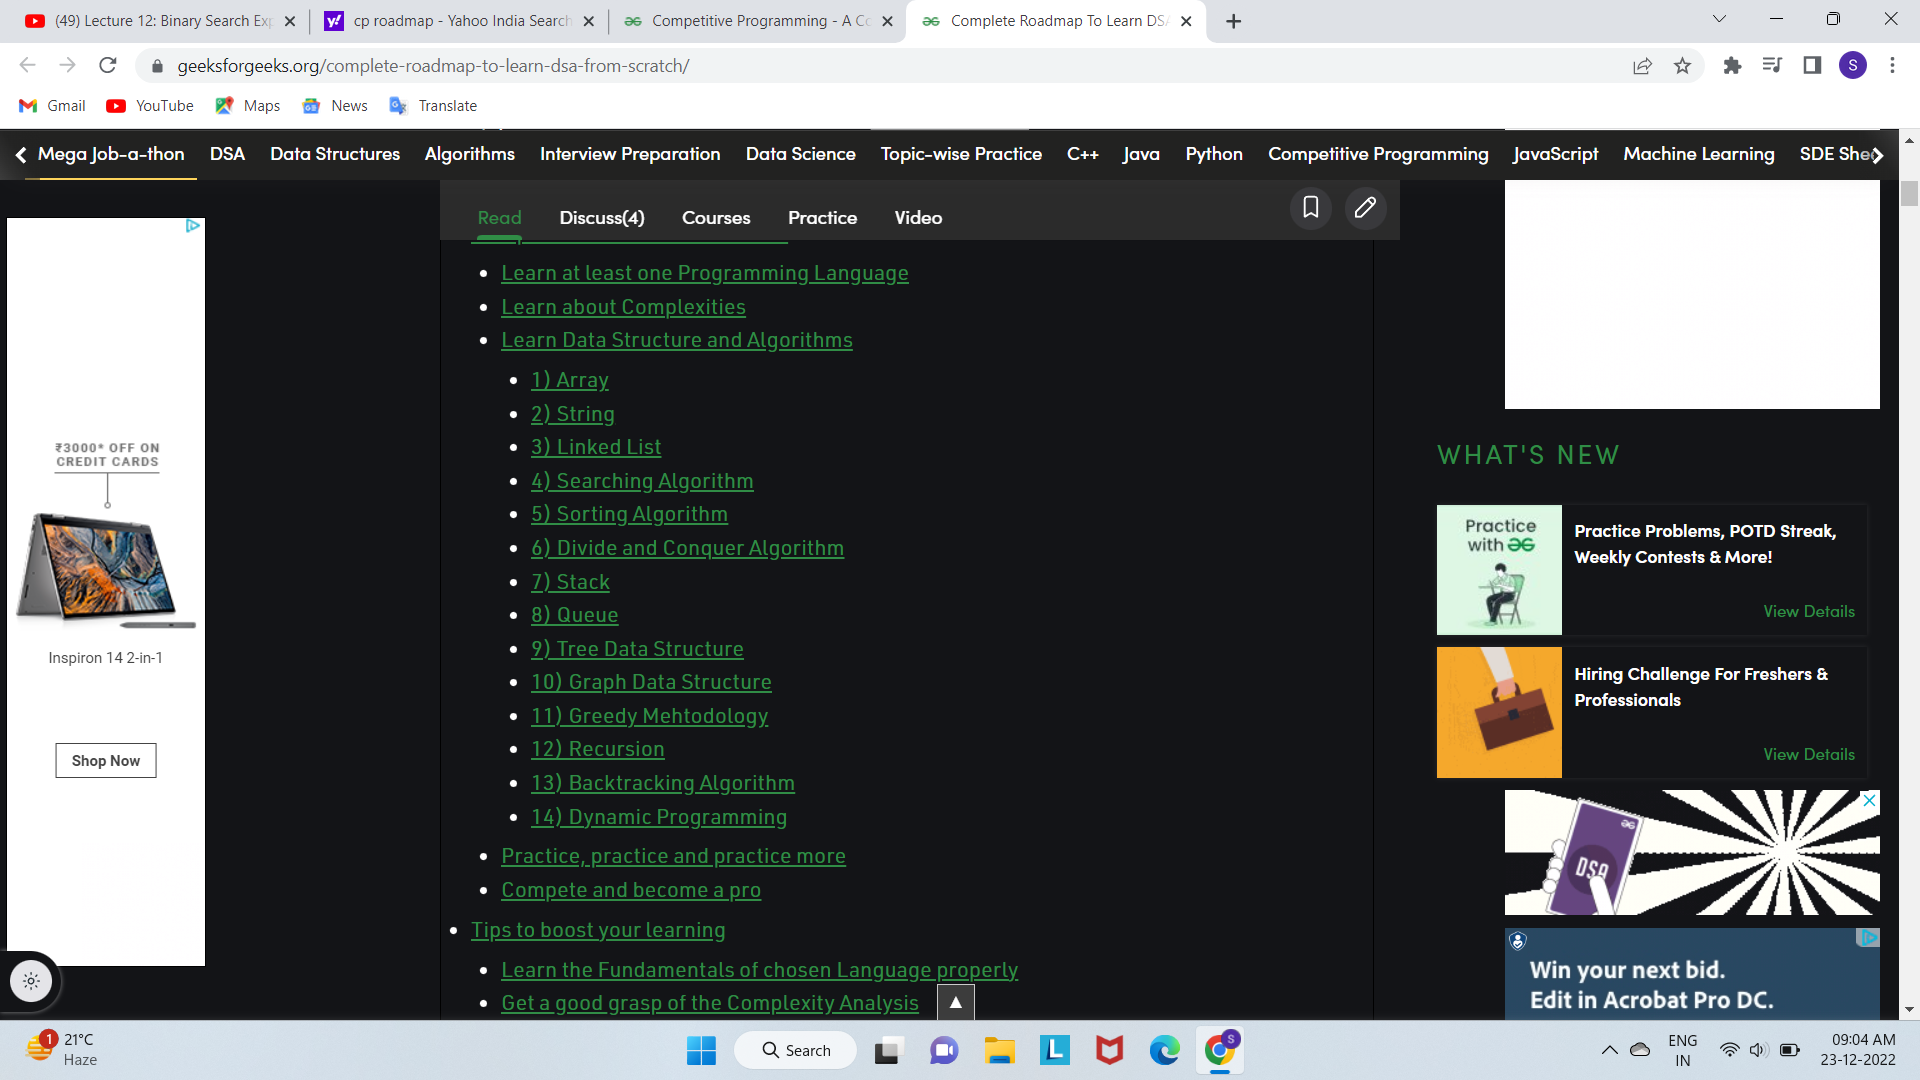 (49) Lecture 12: Binary Search Exp
cp roadmap - Yahoo India Search
Competitive Programming - A Co
Complete Roadmap To Learn DSA
geeksforgeeks.org/complete-roadmap-to-learn-dsa-from-scratch/
S
Gmail
YouTube
Maps
News
Translate
Mega Job-a-thon
DSA
Data Structures
Algorithms
Interview Preparation
Data Science
Topic-wise Practice
C++
Java
Python
Competitive Programming
JavaScript
Machine Learning
SDE She
Read
Discuss(4)
Courses
Practice
Video
Learn at least one Programming Language
Learn about Complexities
Learn Data Structure and Algorithms
1) Array
2) String
3) Linked List
4) Searching Algorithm
5) Sorting Algorithm
6) Divide and Conquer Algorithm
7) Stack
8) Queue
9) Tree Data Structure
10) Graph Data Structure
11) Greedy Mehtodology
12) Recursion
13) Backtracking Algorithm
14) Dynamic Programming
Practice, practice and practice more
Compete and become a pro
Tips to boost your learning
Learn the Fundamentals of chosen Language properly
Get a good grasp of the Complexity Analysis
₹3000* OFF ON
CREDIT CARDS
Inspiron 14 2-in-1
Shop Now
WHAT'S NEW
Practice
with
Practice Problems, POTD Streak,
Weekly Contests & More!
View Details
Hiring Challenge For Freshers &
Professionals
View Details
DSA
Win your next bid.
Edit in Acrobat Pro DC.
1
21°C
Haze
Search
L
S
ENG
IN
09:04 AM
23-12-2022